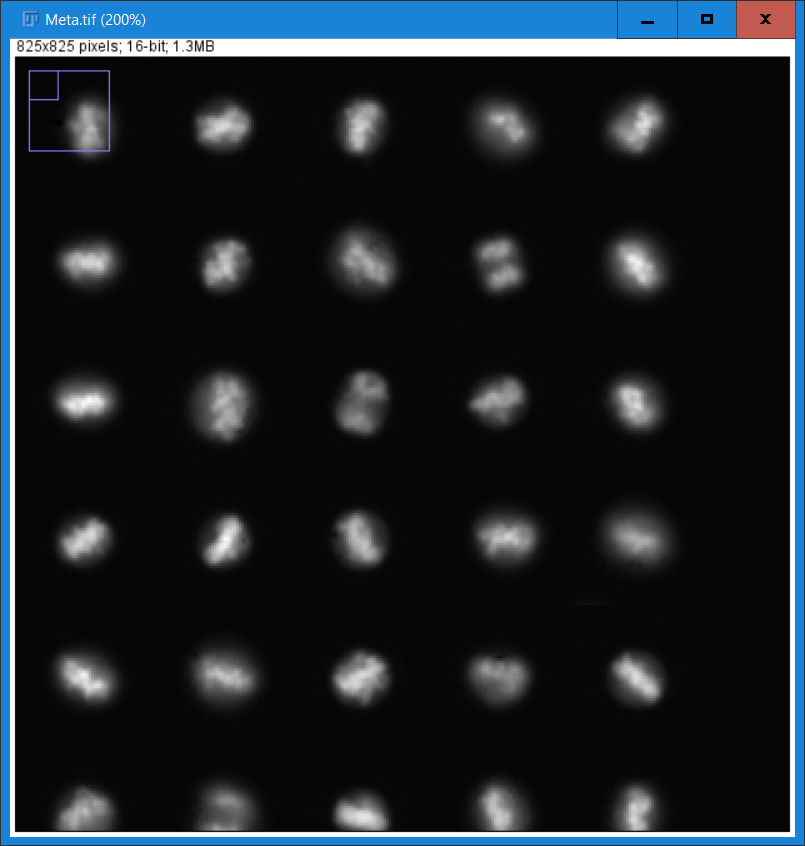 Meta.tif (200%)
825x825 pixels; 16-bit; 1.3MB